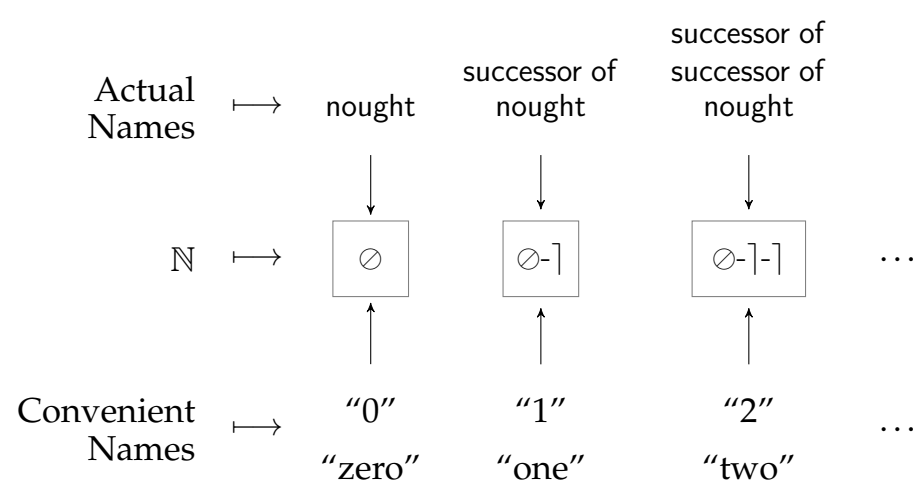 successor of
successor of successor of
Actual nought nought nought
Names ⟼
ℕ ⟼ ⊘ ⊘-⌉ ⊘-⌉-⌉ …
Convenient “0” “1” “2”
Names ⟼ …
“zero” “one” “two”